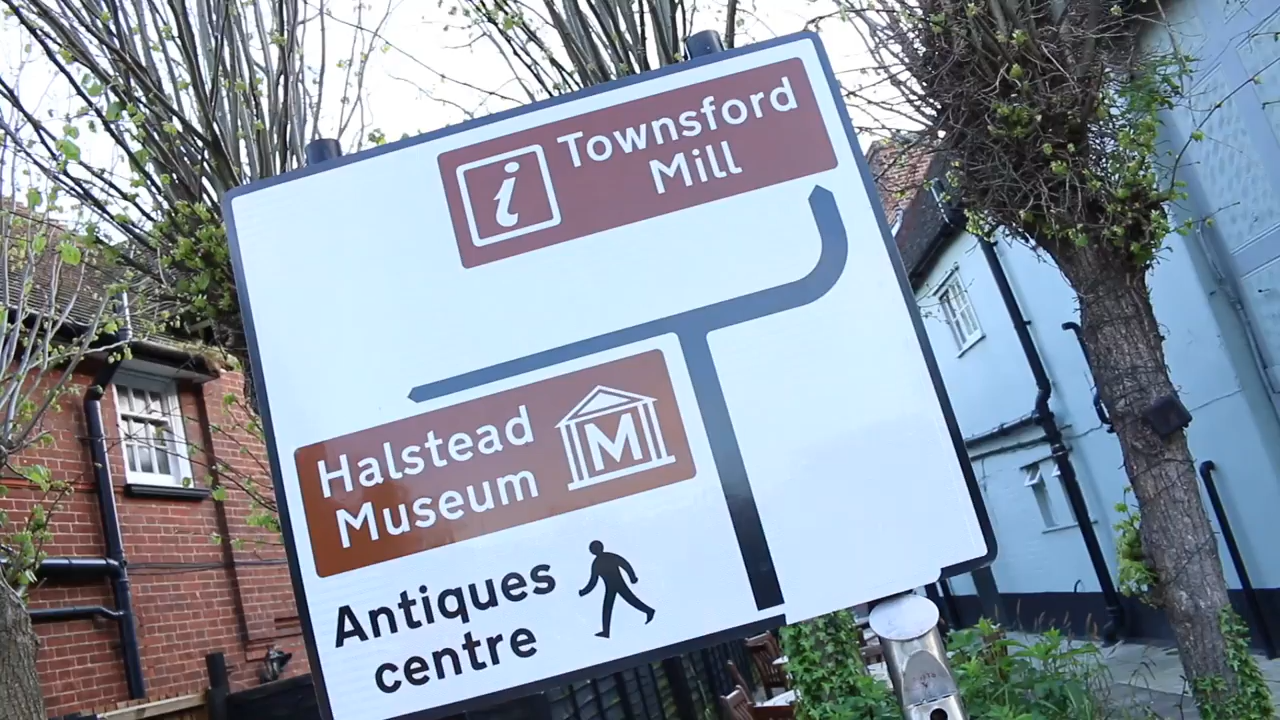 i
Townsford
Mill
Halstead
Museum
M
Antiques
centre